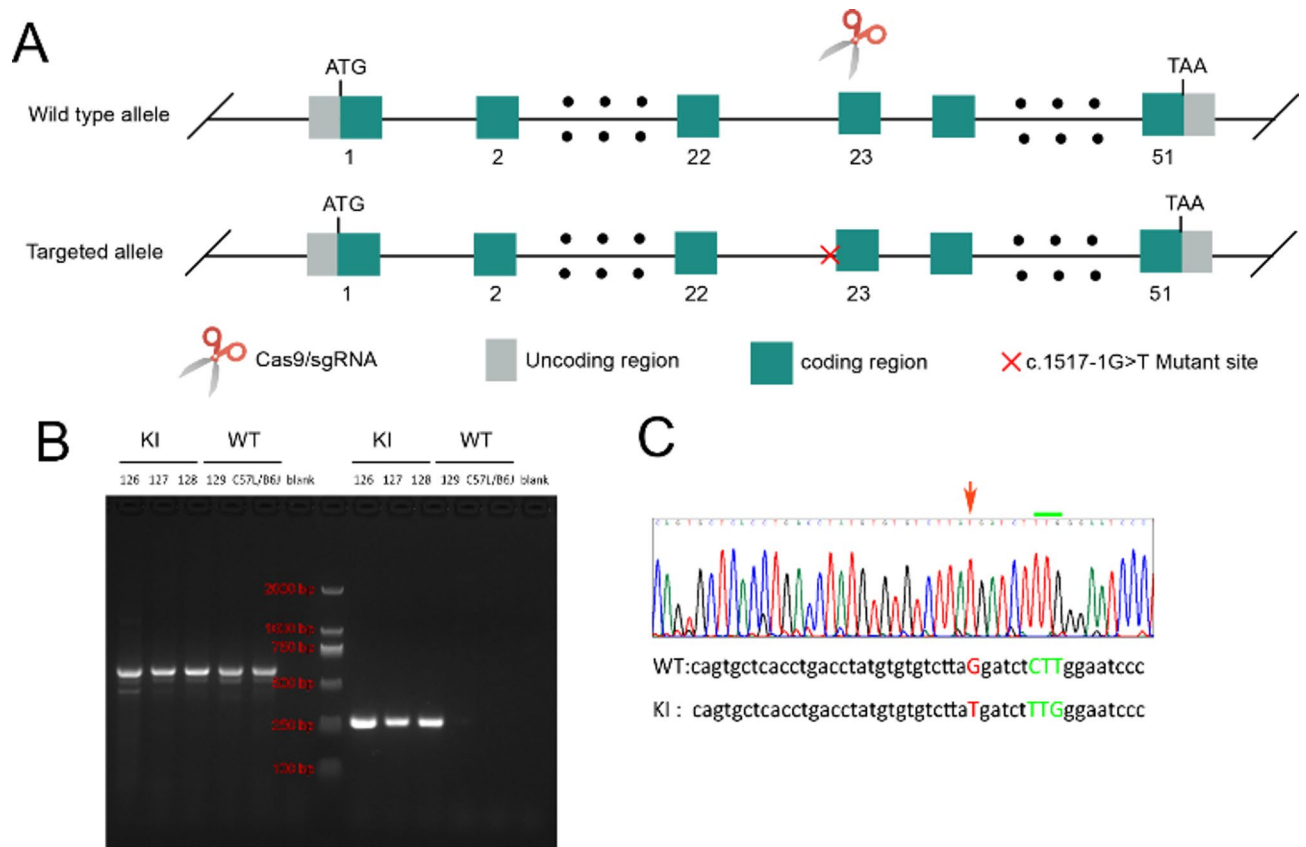 A
ATG
TAA
Wild type allele
1 2 22 23 51
ATG
TAA
Targeted allele
1 2 22 23 51
Cas9/sgRNA
Uncoding region
coding region
c.1517-1G>T Mutant site
B
KI WT KI WT
126 127 128 129 C57L/B6J blank 126 127 128 129 C57L/B6J blank
2000 bp
1000 bp
750 bp
500 bp
250 bp
100 bp
C
WT:cagtgctcacctgacctatgtgtgtcttaGgatctCTTggaatccc
KI : cagtgctcacctgacctatgtgtgtcttaTgatctTTGggaatccc